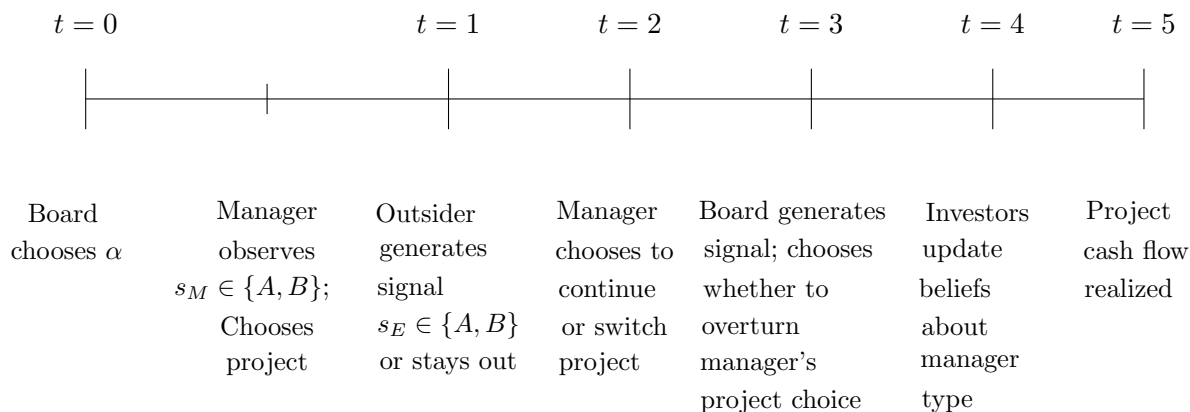 t = 0
t = 1
t = 2
t = 3
t = 4
t = 5
Board
chooses α
Manager
observes
s_M ∈ {A, B};
Chooses
project
Outsider
generates
signal
s_E ∈ {A, B}
or stays out
Manager
chooses to
continue
or switch
project
Board generates
signal; chooses
whether to
overturn
manager's
project choice
Investors
update
beliefs
about
manager
type
Project
cash flow
realized